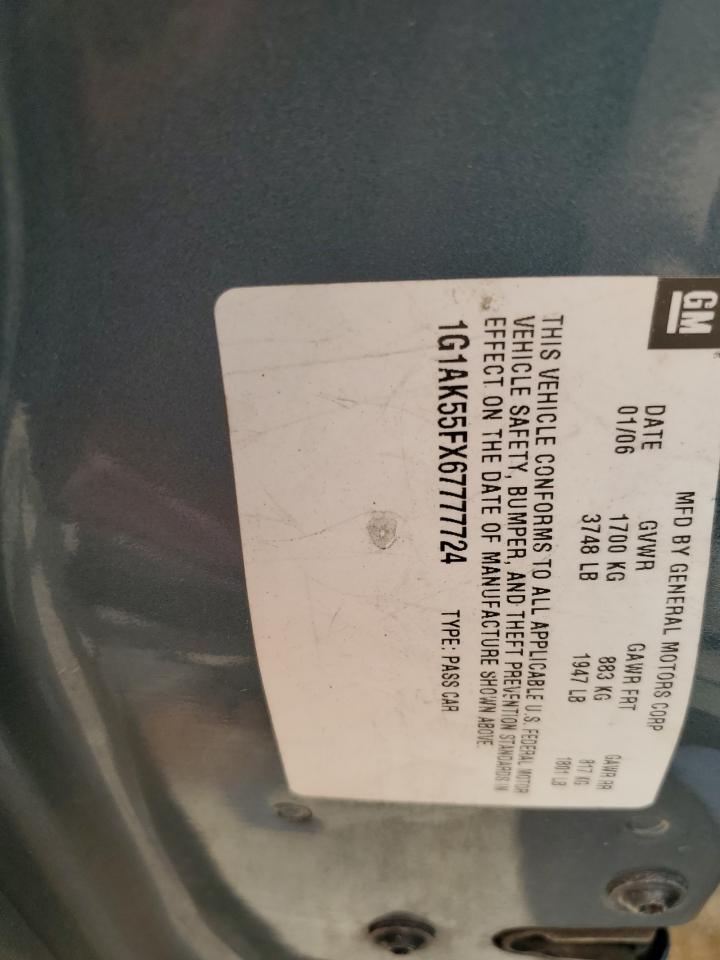 GM
MFD BY GENERAL MOTORS CORP
DATE GVWR GAWR FRT GAWR RR
01/06 1700 KG 883 KG 817 KG
3748 LB 1947 LB 1801 LB
THIS VEHICLE CONFORMS TO ALL APPLICABLE U.S. FEDERAL MOTOR
VEHICLE SAFETY, BUMPER, AND THEFT PREVENTION STANDARDS IN
EFFECT ON THE DATE OF MANUFACTURE SHOWN ABOVE.
1G1AK55FX67777724 TYPE: PASS CAR